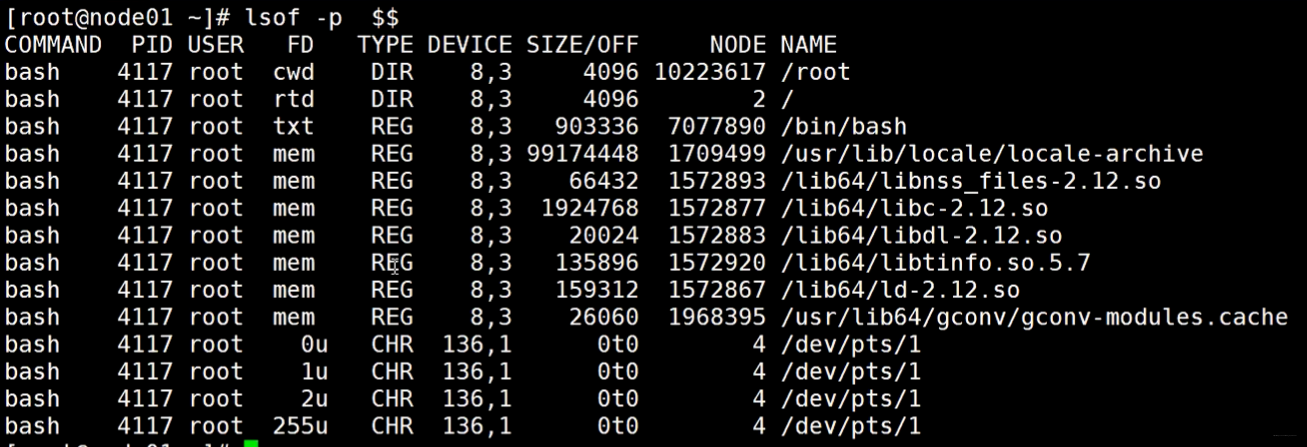 [root@node01 ~]# lsof -p  $$
COMMAND  PID USER   FD   TYPE DEVICE SIZE/OFF     NODE NAME
bash    4117 root  cwd    DIR    8,3     4096 10223617 /root
bash    4117 root  rtd    DIR    8,3     4096        2 /
bash    4117 root  txt    REG    8,3   903336  7077890 /bin/bash
bash    4117 root  mem    REG    8,3 99174448  1709499 /usr/lib/locale/locale-archive
bash    4117 root  mem    REG    8,3    66432  1572893 /lib64/libnss_files-2.12.so
bash    4117 root  mem    REG    8,3  1924768  1572877 /lib64/libc-2.12.so
bash    4117 root  mem    REG    8,3    20024  1572883 /lib64/libdl-2.12.so
bash    4117 root  mem    REG    8,3   135896  1572920 /lib64/libtinfo.so.5.7
bash    4117 root  mem    REG    8,3   159312  1572867 /lib64/ld-2.12.so
bash    4117 root  mem    REG    8,3    26060  1968395 /usr/lib64/gconv/gconv-modules.cache
bash    4117 root    0u   CHR  136,1      0t0        4 /dev/pts/1
bash    4117 root    1u   CHR  136,1      0t0        4 /dev/pts/1
bash    4117 root    2u   CHR  136,1      0t0        4 /dev/pts/1
bash    4117 root  255u   CHR  136,1      0t0        4 /dev/pts/1
[root@node01 ~]#